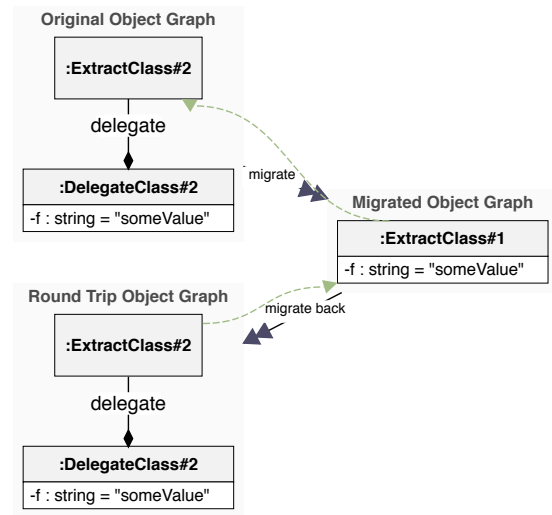 Original Object Graph
:ExtractClass#2
delegate
:DelegateClass#2
-f : string = "someValue"
migrate
Migrated Object Graph
:ExtractClass#1
-f : string = "someValue"
Round Trip Object Graph
migrate back
:ExtractClass#2
delegate
:DelegateClass#2
-f : string = "someValue"